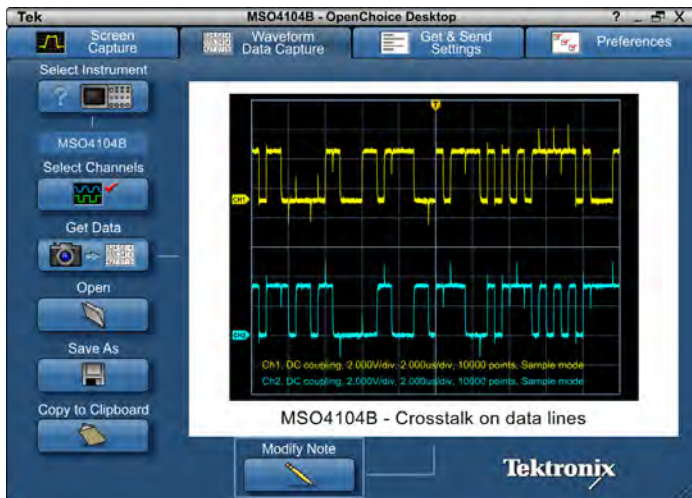 Tek
MSO4104B - OpenChoice Desktop
? _ X
Screen Capture
Waveform Data Capture
Get & Send Settings
Preferences
Select Instrument
?
MSO4104B
Select Channels
Get Data
Open
Save As
Copy to Clipboard
T
CH1
CH2
Ch1, DC coupling, 2.000V/div, 2.000us/div, 10000 points, Sample mode
Ch2, DC coupling, 2.000V/div, 2.000us/div, 10000 points, Sample mode
MSO4104B - Crosstalk on data lines
Modify Note
Tektronix